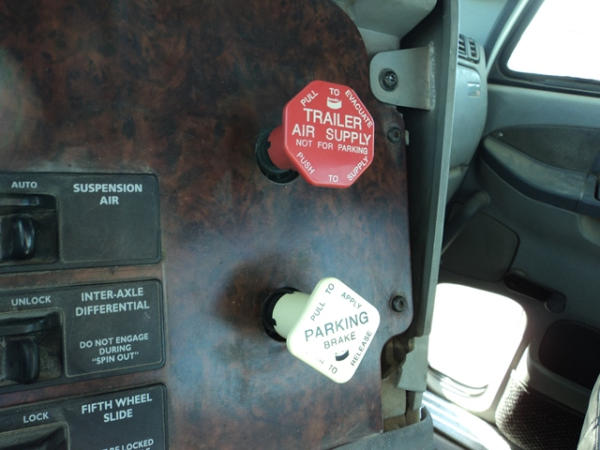 PULL TO EVACUATE
TRAILER
AIR SUPPLY
NOT FOR PARKING
PUSH TO SUPPLY
AUTO
SUSPENSION
AIR
UNLOCK
INTER-AXLE
DIFFERENTIAL
DO NOT ENGAGE
DURING
"SPIN OUT"
PULL TO APPLY
PARKING
BRAKE
TO RELEASE
LOCK
FIFTH WHEEL
SLIDE
LOCKED